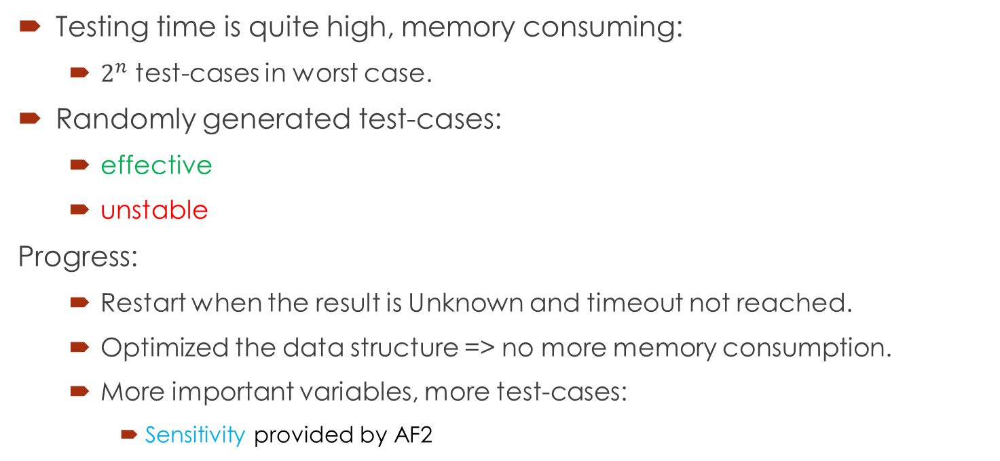 Testing time is quite high, memory consuming:
2ⁿ test-cases in worst case.
Randomly generated test-cases:
effective
unstable
Progress:
Restart when the result is Unknown and timeout not reached.
Optimized the data structure => no more memory consumption.
More important variables, more test-cases:
Sensitivity provided by AF2